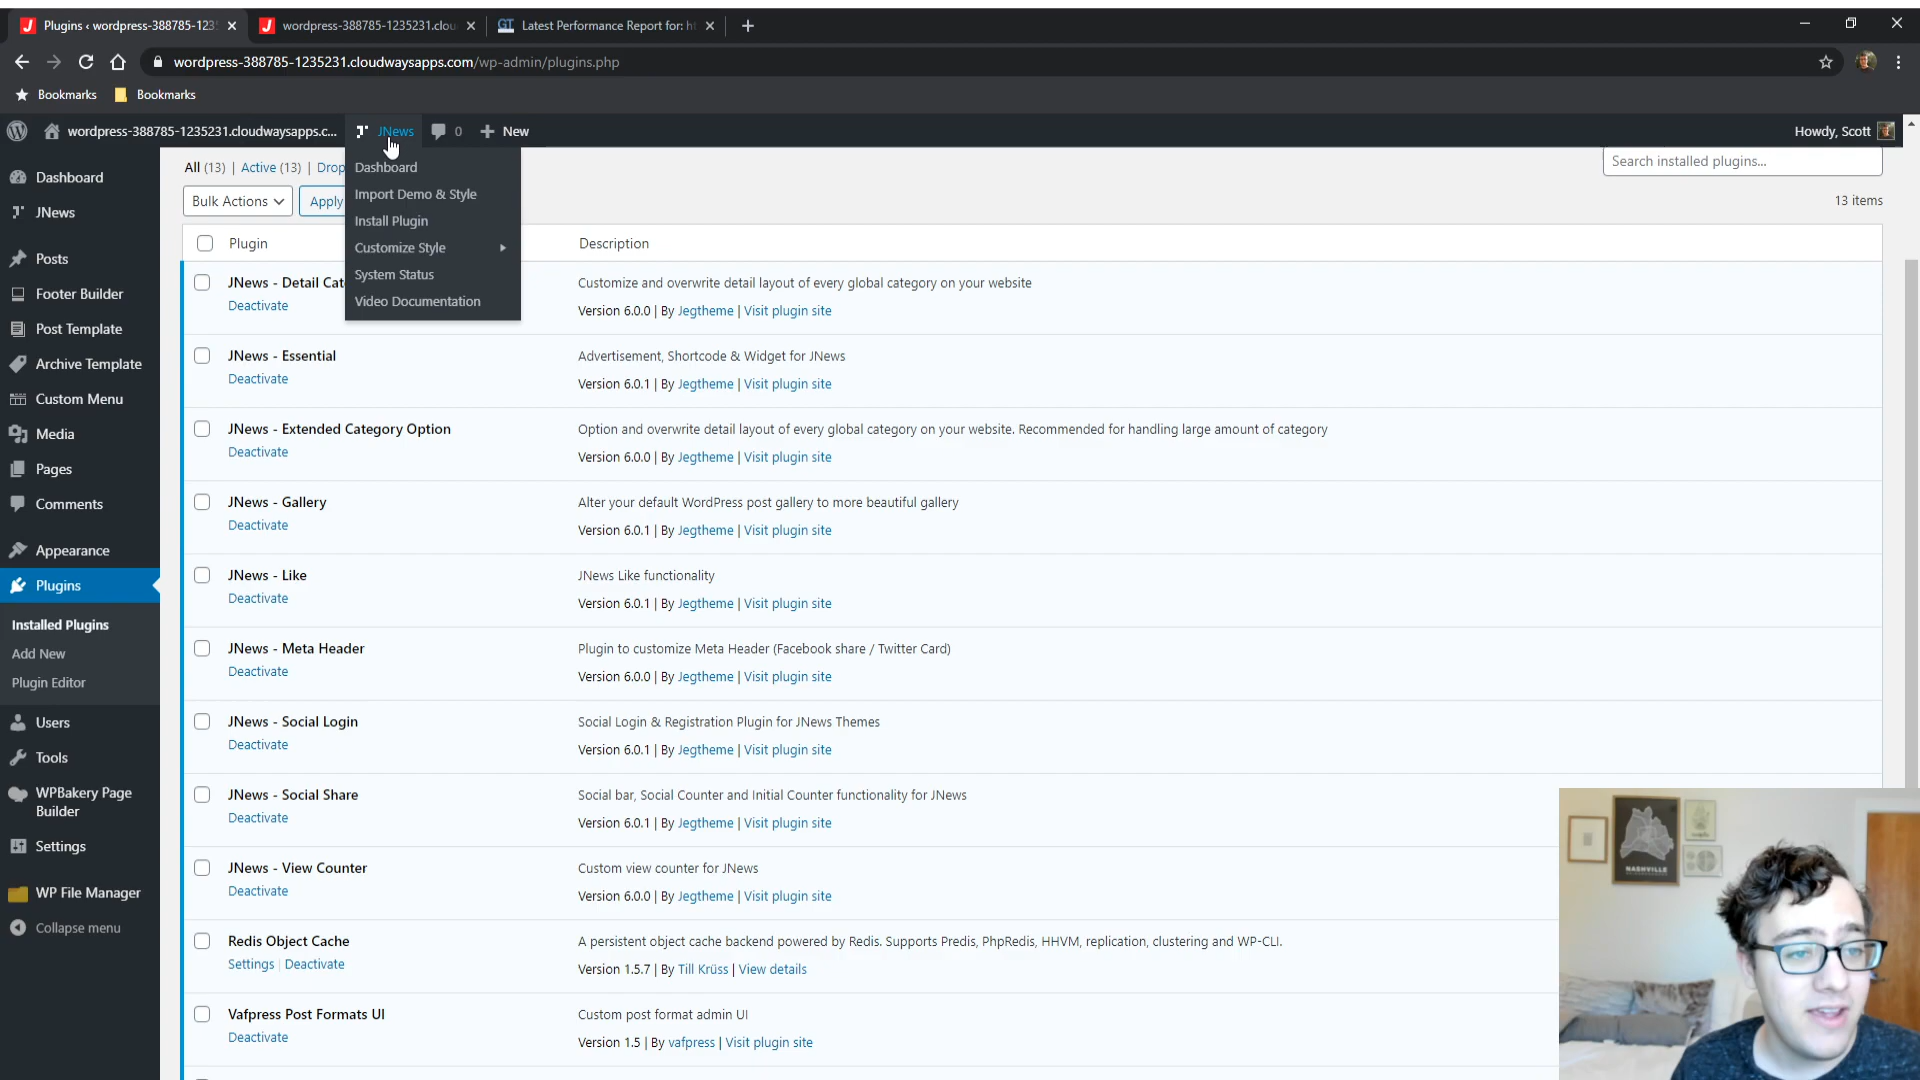 Plugins ‹ wordpress-388785-123
wordpress-388785-1235231.clou
GT Latest Performance Report for: h
wordpress-388785-1235231.cloudwaysapps.com/wp-admin/plugins.php
Bookmarks
Bookmarks
wordpress-388785-1235231.cloudwaysapps.c...
JNews
0
New
Howdy, Scott
Dashboard
JNews
Posts
Footer Builder
Post Template
Archive Template
Custom Menu
Media
Pages
Comments
Appearance
Plugins
Installed Plugins
Add New
Plugin Editor
Users
Tools
WPBakery Page
Builder
Settings
WP File Manager
Collapse menu
All (13) | Active (13) | Drop
Search installed plugins...
Bulk Actions
Apply
13 items
Dashboard
Import Demo & Style
Install Plugin
Customize Style
System Status
Video Documentation
Plugin
Description
JNews - Detail Cat
Deactivate
Customize and overwrite detail layout of every global category on your website
Version 6.0.0 | By Jegtheme | Visit plugin site
JNews - Essential
Deactivate
Advertisement, Shortcode & Widget for JNews
Version 6.0.1 | By Jegtheme | Visit plugin site
JNews - Extended Category Option
Deactivate
Option and overwrite detail layout of every global category on your website. Recommended for handling large amount of category
Version 6.0.0 | By Jegtheme | Visit plugin site
JNews - Gallery
Deactivate
Alter your default WordPress post gallery to more beautiful gallery
Version 6.0.1 | By Jegtheme | Visit plugin site
JNews - Like
Deactivate
JNews Like functionality
Version 6.0.1 | By Jegtheme | Visit plugin site
JNews - Meta Header
Deactivate
Plugin to customize Meta Header (Facebook share / Twitter Card)
Version 6.0.0 | By Jegtheme | Visit plugin site
JNews - Social Login
Deactivate
Social Login & Registration Plugin for JNews Themes
Version 6.0.1 | By Jegtheme | Visit plugin site
JNews - Social Share
Deactivate
Social bar, Social Counter and Initial Counter functionality for JNews
Version 6.0.1 | By Jegtheme | Visit plugin site
JNews - View Counter
Deactivate
Custom view counter for JNews
Version 6.0.0 | By Jegtheme | Visit plugin site
Redis Object Cache
Settings | Deactivate
A persistent object cache backend powered by Redis. Supports Predis, PhpRedis, HHVM, replication, clustering and WP-CLI.
Version 1.5.7 | By Till Krüss | View details
Vafpress Post Formats UI
Deactivate
Custom post format admin UI
Version 1.5 | By vafpress | Visit plugin site
NASHVILLE